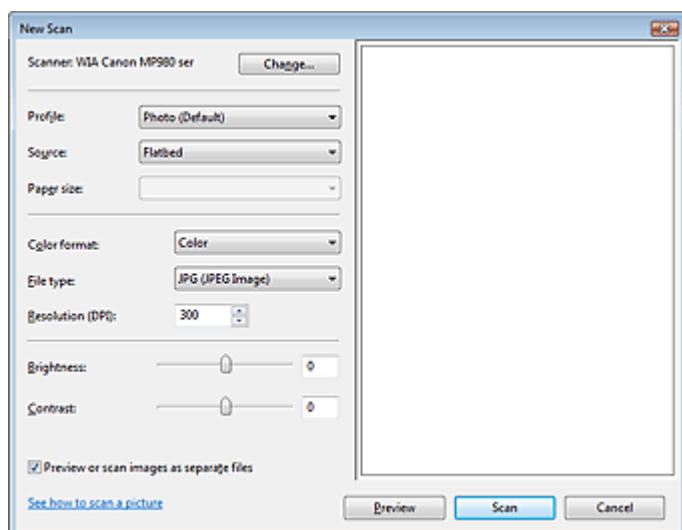 New Scan
Scanner: WIA Canon MP980 ser
Change...
Profile:
Photo (Default)
Source:
Flatbed
Paper size:
Color format:
Color
File type:
JPG (JPEG Image)
Resolution (DPI):
300
Brightness:
0
Contrast:
0
Preview or scan images as separate files
See how to scan a picture
Preview
Scan
Cancel